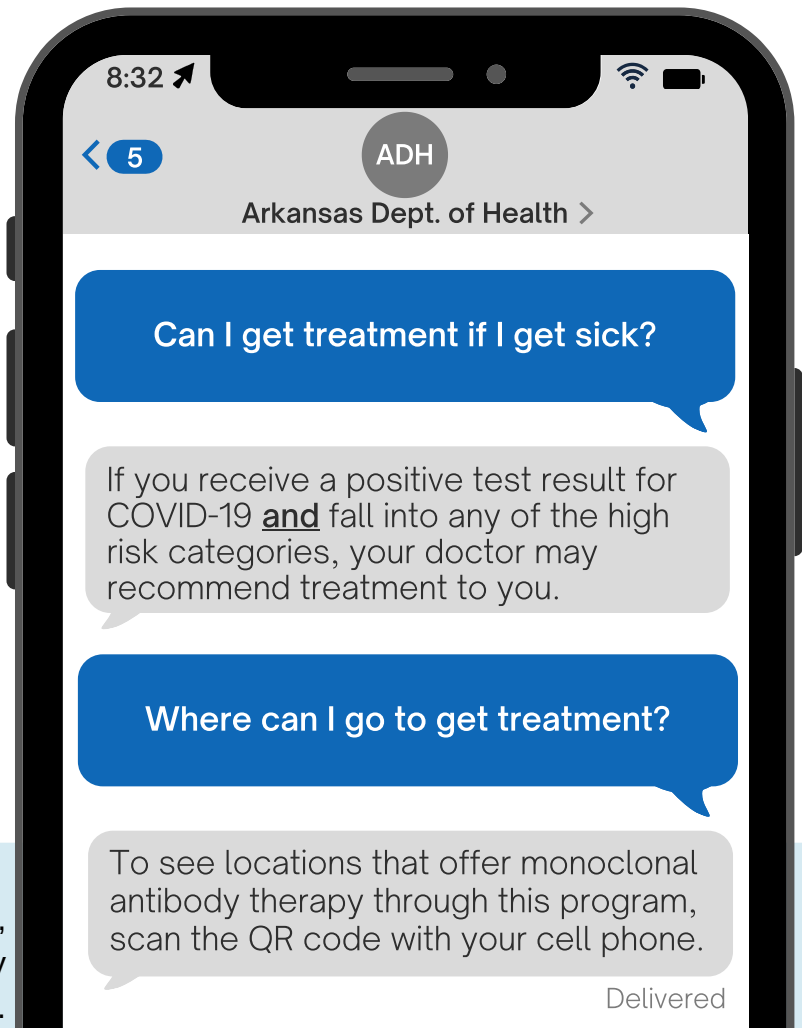 8:32
5
ADH
Arkansas Dept. of Health
Can I get treatment if I get sick?
If you receive a positive test result for
COVID-19 and fall into any of the high
risk categories, your doctor may
recommend treatment to you.
Where can I go to get treatment?
To see locations that offer monoclonal
antibody therapy through this program,
scan the QR code with your cell phone.
Delivered